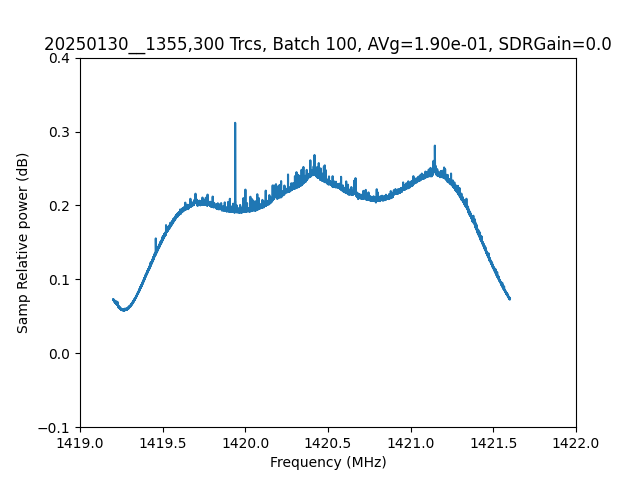 20250130__1355,300 Trcs, Batch 100, AVg=1.90e-01, SDRGain=0.0
0.4
0.3
0.2
0.1
0.0
−0.1
Samp Relative power (dB)
1419.0 1419.5 1420.0 1420.5 1421.0 1421.5 1422.0
Frequency (MHz)